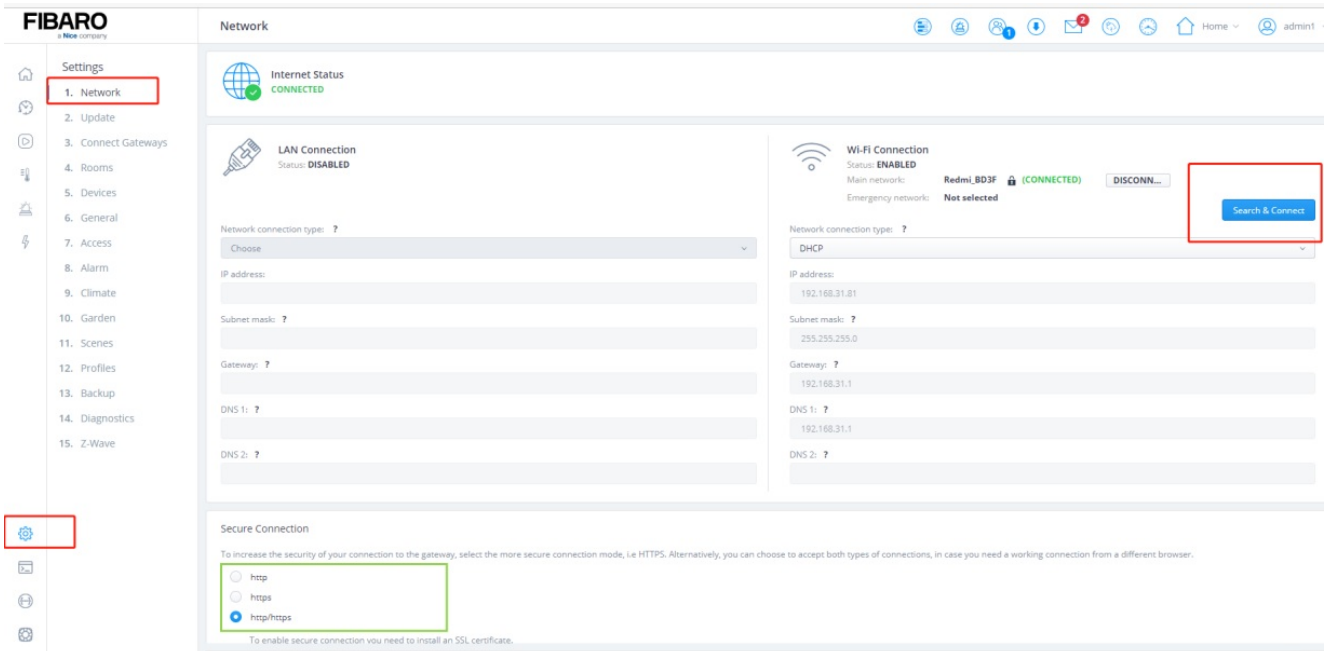 FIBARO
a Nice company
Network
2
1
Home
admin1
Settings
1. Network
2. Update
3. Connect Gateways
4. Rooms
5. Devices
6. General
7. Access
8. Alarm
9. Climate
10. Garden
11. Scenes
12. Profiles
13. Backup
14. Diagnostics
15. Z-Wave
Internet Status
CONNECTED
LAN Connection
Status: DISABLED
Network connection type: ?
Choose
IP address:
Subnet mask: ?
Gateway: ?
DNS 1: ?
DNS 2: ?
Wi-Fi Connection
Status: ENABLED
Main network: Redmi_BD3F (CONNECTED) DISCONN...
Emergency network: Not selected
Search & Connect
Network connection type: ?
DHCP
IP address:
192.168.31.81
Subnet mask: ?
255.255.255.0
Gateway: ?
192.168.31.1
DNS 1: ?
192.168.31.1
DNS 2: ?
Secure Connection
To increase the security of your connection to the gateway, select the more secure connection mode, i.e HTTPS. Alternatively, you can choose to accept both types of connections, in case you need a working connection from a different browser.
http
https
http/https
To enable secure connection you need to install an SSL certificate.